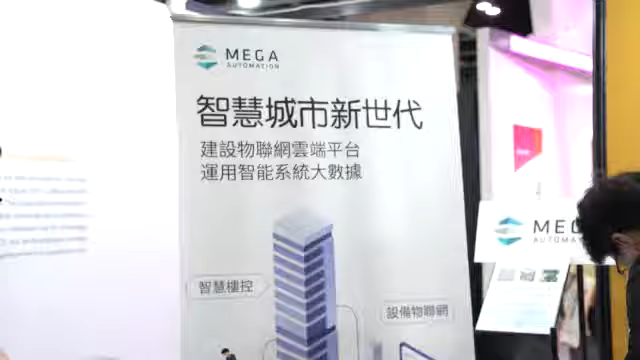 MEGA
AUTOMATION
智慧城市新世代
建設物聯網雲端平台
運用智能系統大數據
智慧樓控
設備物聯網
MEG
AUTOMA